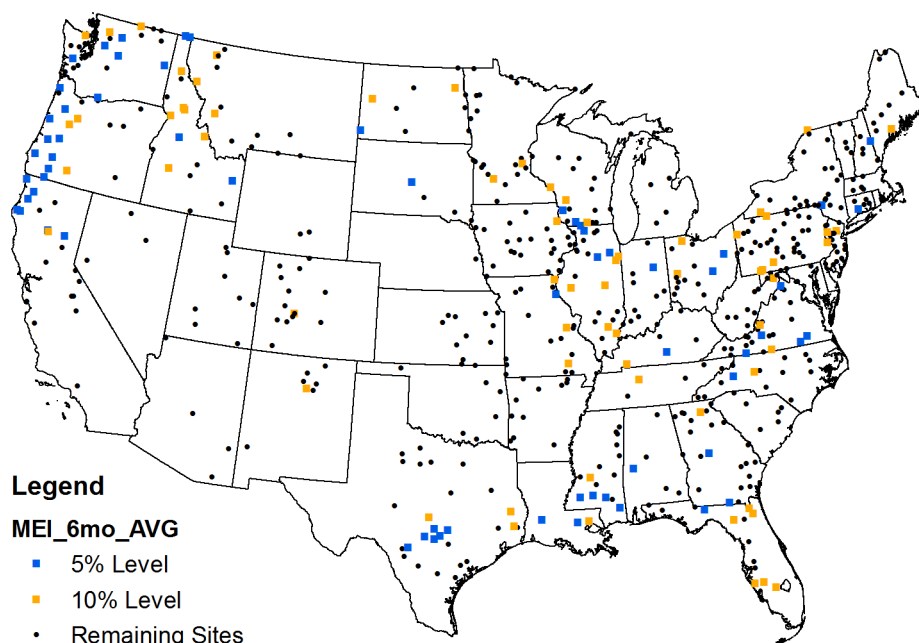 Legend
MEI_6mo_AVG
5% Level
10% Level
Remaining Sites